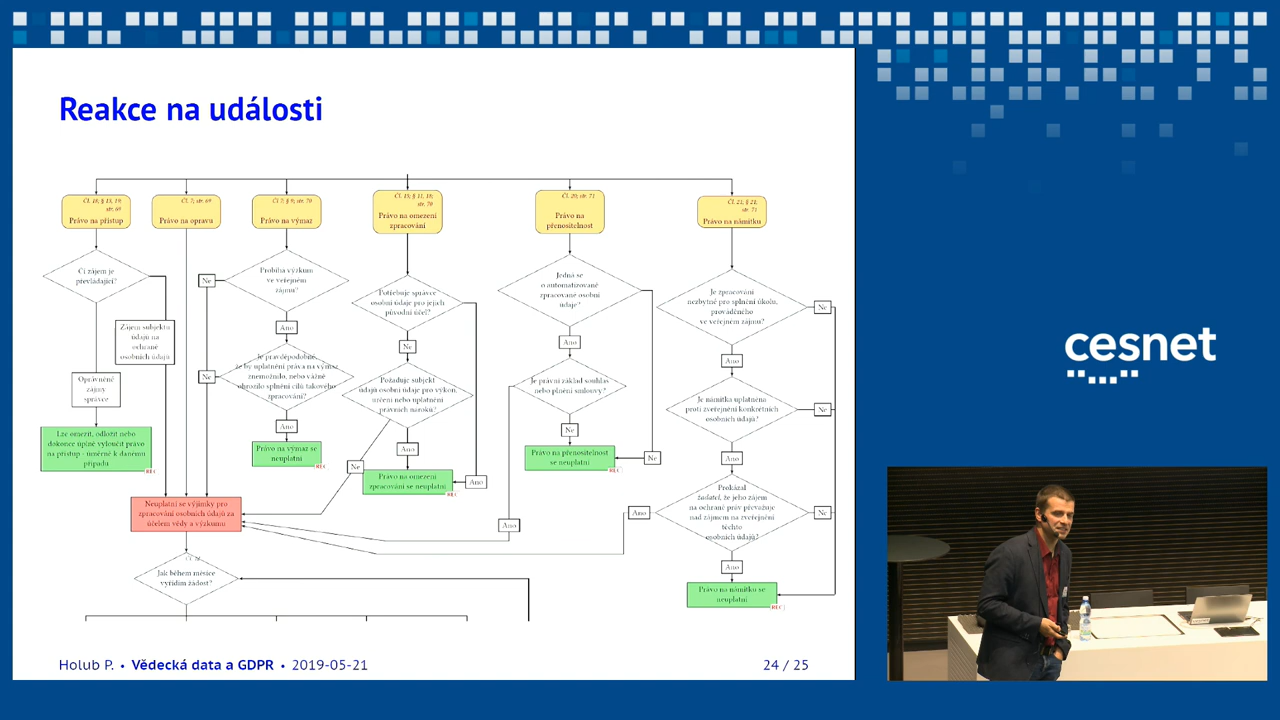 Reakce na události
Čl. 18; § 13, 19;
str. 69
Právo na přístup
Čl. 7; str. 69
Právo na opravu
Čl 7; § 9; str. 70
Právo na výmaz
str. 70
Právo na omezení
zpracování
Čl. 20; str. 71
Právo na
přenositelnost
Čl. 21; § 24;
str. 71
Právo na námitku
Čí zájem je
převládající?
Zájem subjektu
údajů na
ochraně
osobních údajů
Oprávněné
zájmy
správce
Lze omezit, odložit nebo
dokonce úplně vyloučit právo
na přístup - úměrně k danému
případu
REC
Ne
Probíhá výzkum
ve veřejném
zájmu?
Ano
Ne
Je pravděpodobné,
že by uplatnění práva na výmaz
znemožnilo, nebo vážně
ohrozilo splnění cílů takového
zpracování?
Ano
Právo na výmaz se
neuplatní
REC
Potřebuje správce
osobní údaje pro jejich
původní účel?
Ne
Požaduje subjekt
údajů osobní údaje pro výkon,
určení nebo uplatnění
právních nároků?
Ne
Ano
Právo na omezení
zpracování se neuplatní
REC
Ano
Jedná se
o automatizované
zpracované osobní
údaje?
Ano
Je právní základ souhlas
nebo plnění smlouvy?
Ne
Právo na přenositelnost
se neuplatní
REC
Ne
Ano
Je zpracování
nezbytné pro splnění úkolu,
prováděného
ve veřejném zájmu?
Ne
Ano
Je námitka uplatněna
proti zveřejnění konkrétních
osobních údajů?
Ne
Ano
Prokázal
žadatel, že jeho zájem
na ochraně práv převažuje
nad zájmem na zveřejnění
těchto
osobních údajů?
Ano
Ne
Ano
Právo na námitku se
neuplatní
REC
Neuplatní se výjimky pro
zpracování osobních údajů za
účelem vědy a výzkumu
Jak během měsíce
vyřídím žádost?
Holub P. • Vědecká data a GDPR • 2019-05-21
24 / 25
cesnet